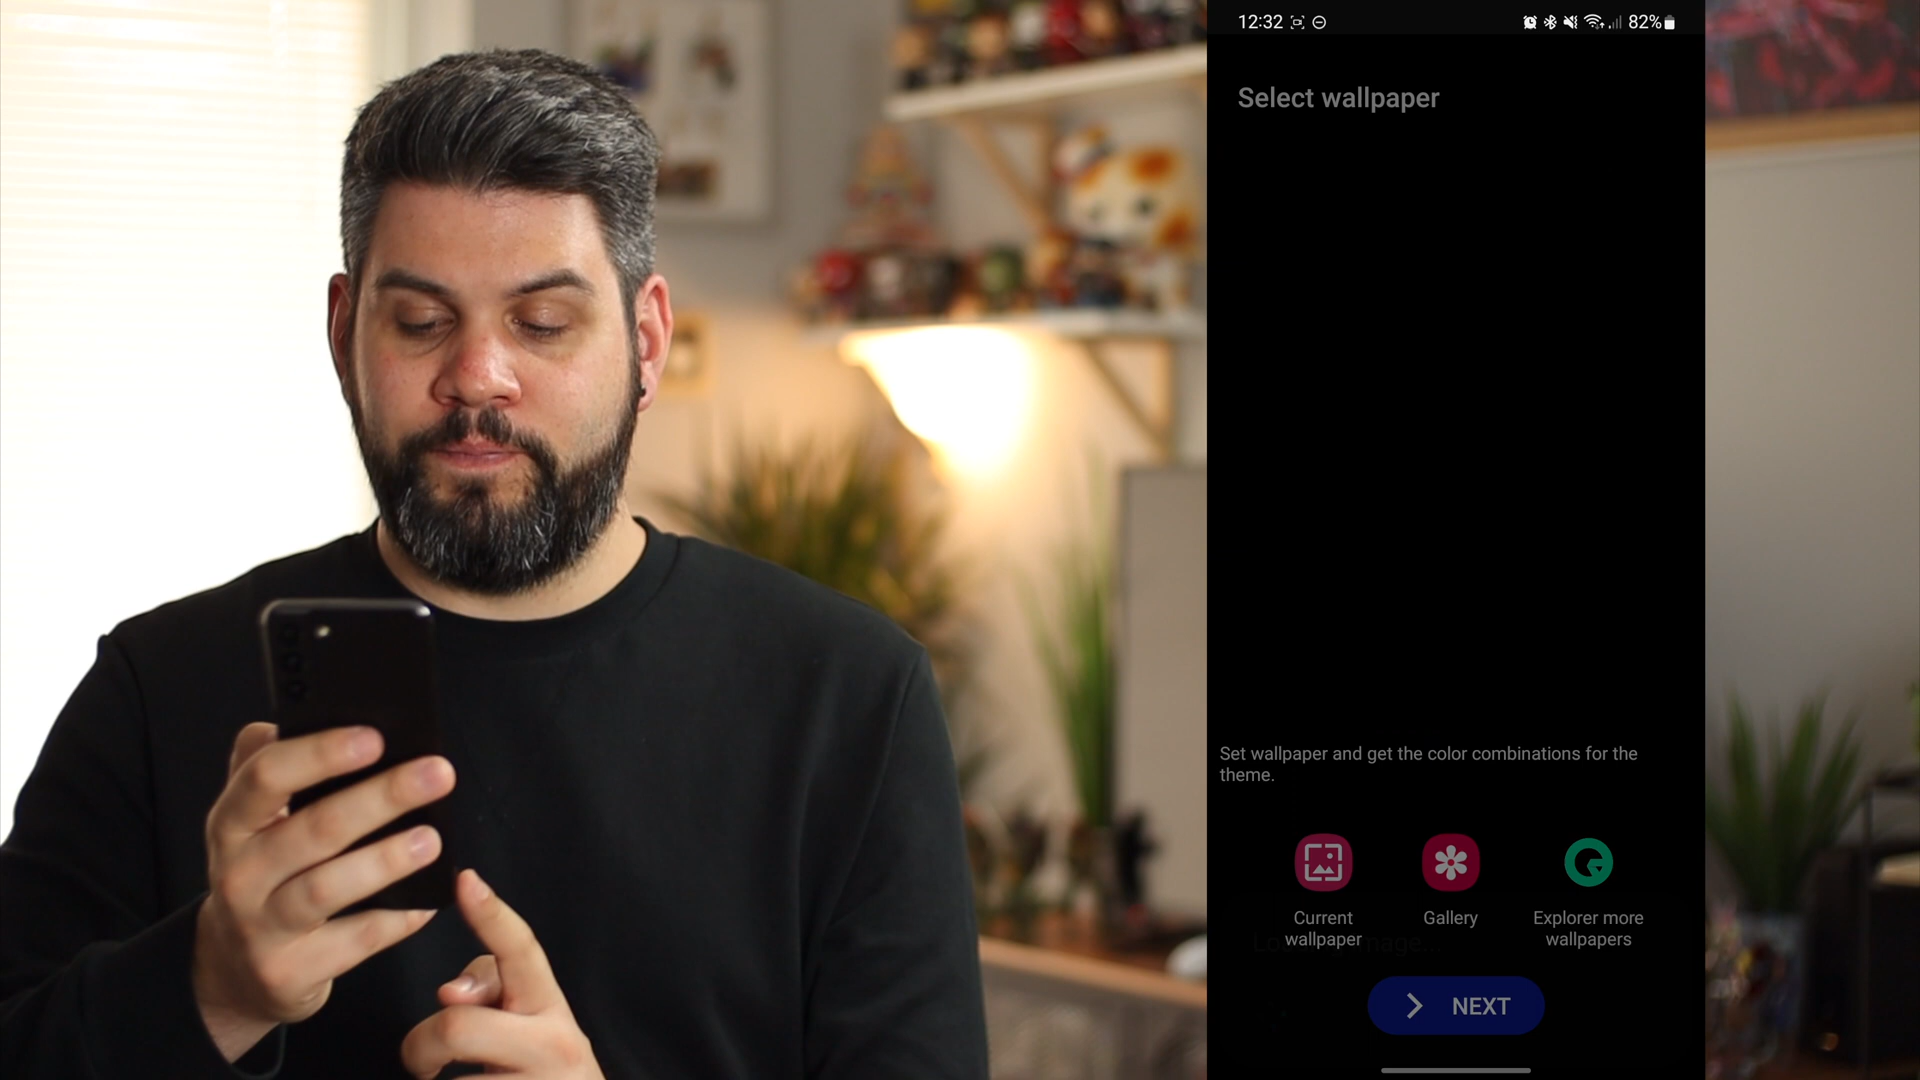 12:32 82%
Select wallpaper
Set wallpaper and get the color combinations for the
theme.
Current
wallpaper
Gallery
Explorer more
wallpapers
NEXT